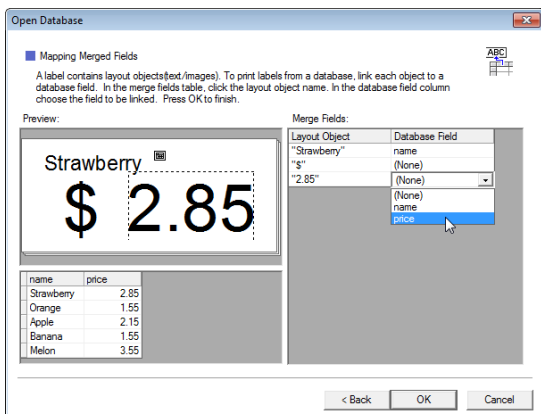 Open Database
Mapping Merged Fields
ABC
A label contains layout objects(text/images). To print labels from a database, link each object to a
database field. In the merge fields table, click the layout object name. In the database field column
choose the field to be linked. Press OK to finish.
Preview:
Merge Fields:
Strawberry
$ 2.85
Layout Object Database Field
"Strawberry" name
"$" (None)
"2.85" (None)
(None)
name
price
name price
Strawberry 2.85
Orange 1.55
Apple 2.15
Banana 1.55
Melon 3.55
< Back OK Cancel